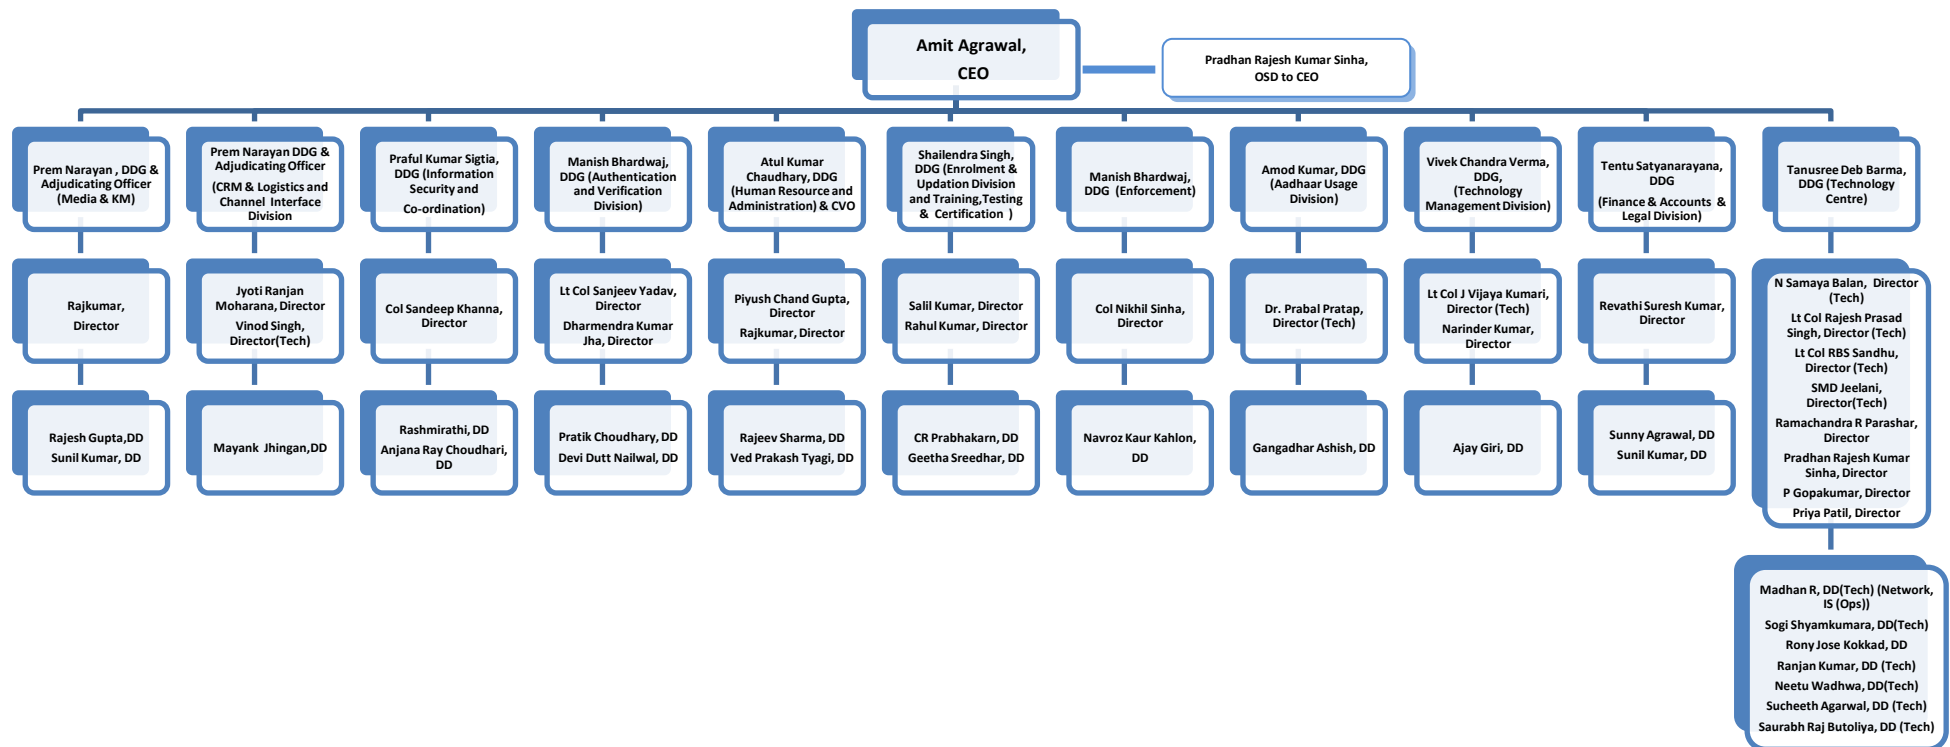 Amit Agrawal,
CEO
Pradhan Rajesh Kumar Sinha,
OSD to CEO
Prem Narayan , DDG &
Adjudicating Officer
(Media & KM)
Prem Narayan DDG &
Adjudicating Officer
(CRM & Logistics and
Channel Interface
Division
Praful Kumar Sigtia,
DDG (Information
Security and
Co-ordination)
Manish Bhardwaj,
DDG (Authentication
and Verification
Division)
Atul Kumar
Chaudhary, DDG
(Human Resource and
Administration) & CVO
Shailendra Singh,
DDG (Enrolment &
Updation Division
and Training,Testing
& Certification )
Manish Bhardwaj,
DDG (Enforcement)
Amod Kumar, DDG
(Aadhaar Usage
Division)
Vivek Chandra Verma,
DDG,
(Technology
Management Division)
Tentu Satyanarayana,
DDG
(Finance & Accounts &
Legal Division)
Tanusree Deb Barma,
DDG (Technology
Centre)
Rajkumar,
Director
Jyoti Ranjan
Moharana, Director
Vinod Singh,
Director(Tech)
Col Sandeep Khanna,
Director
Lt Col Sanjeev Yadav,
Director
Dharmendra Kumar
Jha, Director
Piyush Chand Gupta,
Director
Rajkumar, Director
Salil Kumar, Director
Rahul Kumar, Director
Col Nikhil Sinha,
Director
Dr. Prabal Pratap,
Director (Tech)
Lt Col J Vijaya Kumari,
Director (Tech)
Narinder Kumar,
Director
Revathi Suresh Kumar,
Director
N Samaya Balan, Director
(Tech)
Lt Col Rajesh Prasad
Singh, Director (Tech)
Lt Col RBS Sandhu,
Director (Tech)
SMD Jeelani,
Director(Tech)
Ramachandra R Parashar,
Director
Pradhan Rajesh Kumar
Sinha, Director
P Gopakumar, Director
Priya Patil, Director
Rajesh Gupta,DD
Sunil Kumar, DD
Mayank Jhingan,DD
Rashmirathi, DD
Anjana Ray Choudhari,
DD
Pratik Choudhary, DD
Devi Dutt Nailwal, DD
Rajeev Sharma, DD
Ved Prakash Tyagi, DD
CR Prabhakarn, DD
Geetha Sreedhar, DD
Navroz Kaur Kahlon,
DD
Gangadhar Ashish, DD
Ajay Giri, DD
Sunny Agrawal, DD
Sunil Kumar, DD
Madhan R, DD(Tech) (Network,
IS (Ops))
Sogi Shyamkumara, DD(Tech)
Rony Jose Kokkad, DD
Ranjan Kumar, DD (Tech)
Neetu Wadhwa, DD(Tech)
Sucheeth Agarwal, DD (Tech)
Saurabh Raj Butoliya, DD (Tech)